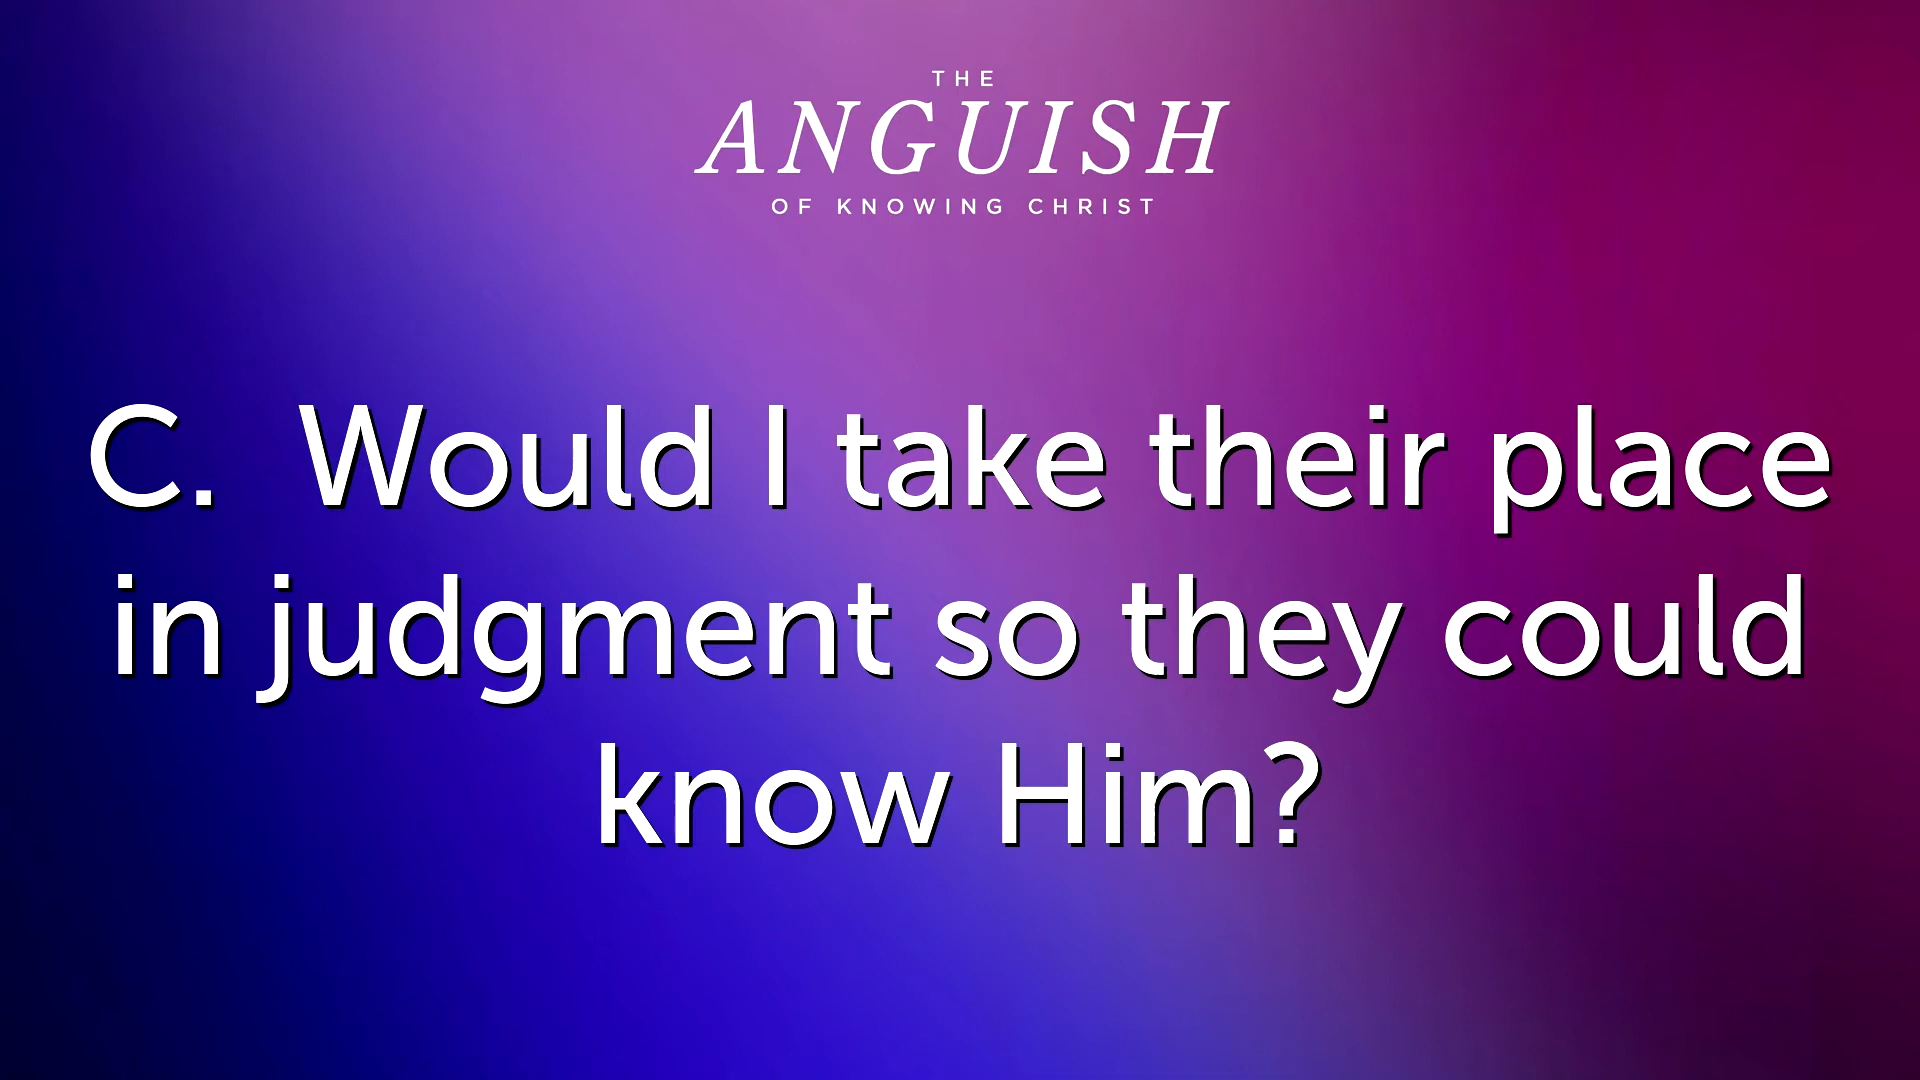 THE
ANGUISH
OF KNOWING CHRIST
C. Would I take their place
in judgment so they could
know Him?